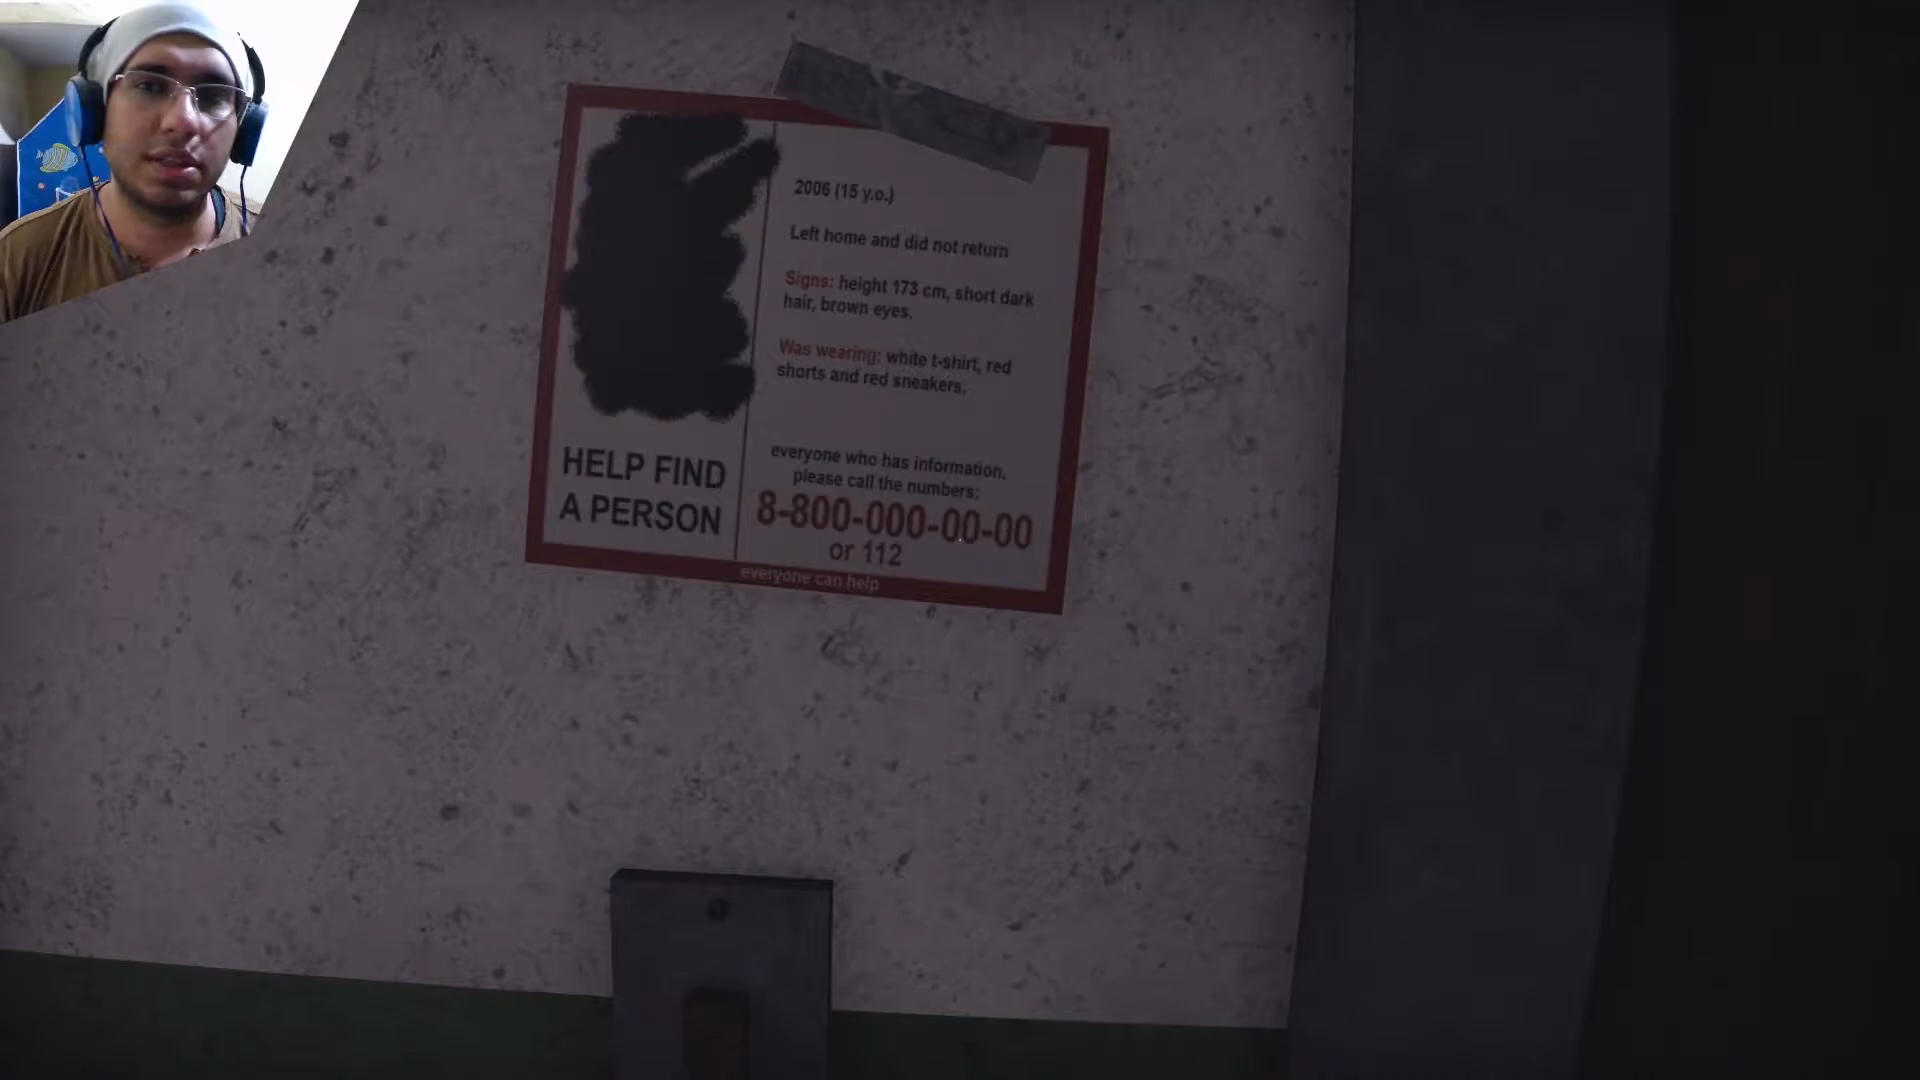 2006 (15 y.o.)
Left home and did not return
Signs: height 173 cm, short dark
hair, brown eyes.
Was wearing: white t-shirt, red
shorts and red sneakers.
HELP FIND
A PERSON
everyone who has information,
please call the numbers:
8-800-000-00-00
or 112
everyone can help